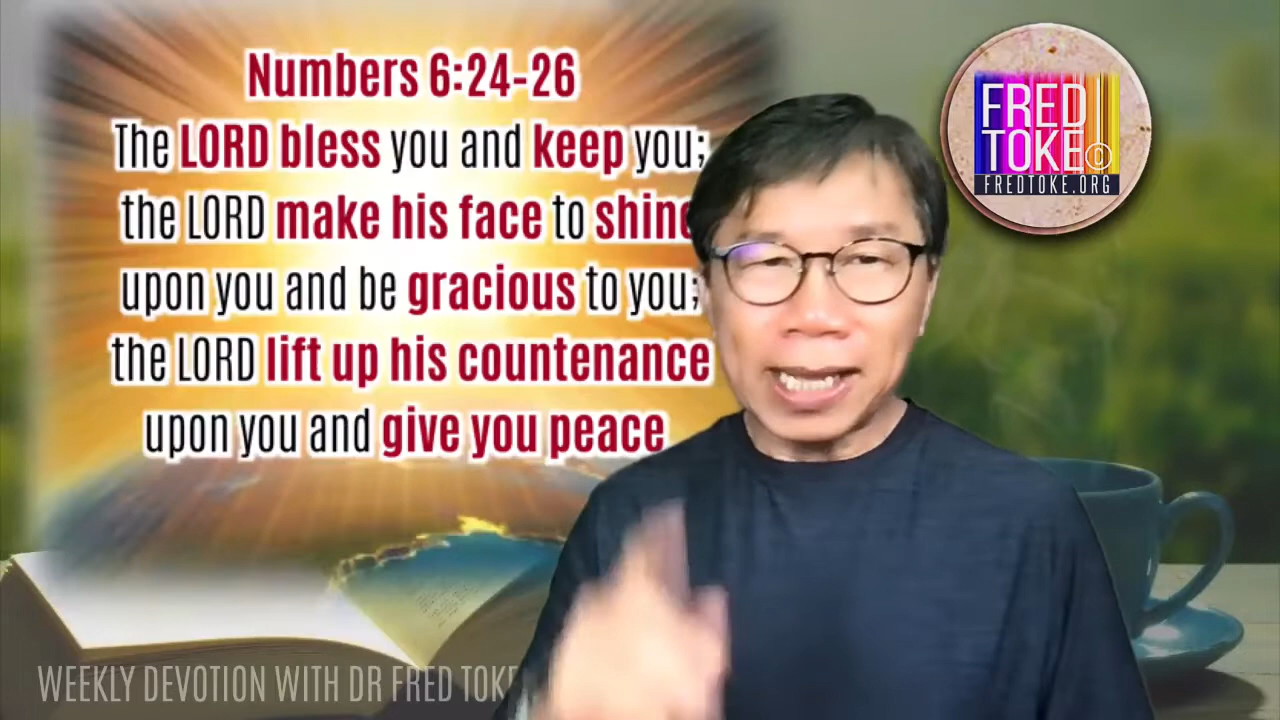 Numbers 6:24-26
The LORD bless you and keep you;
the LORD make his face to shine
upon you and be gracious to you;
the LORD lift up his countenance
upon you and give you peace
FRED
TOKE©
FREDTOKE.ORG
WEEKLY DEVOTION WITH DR FRED TOKE